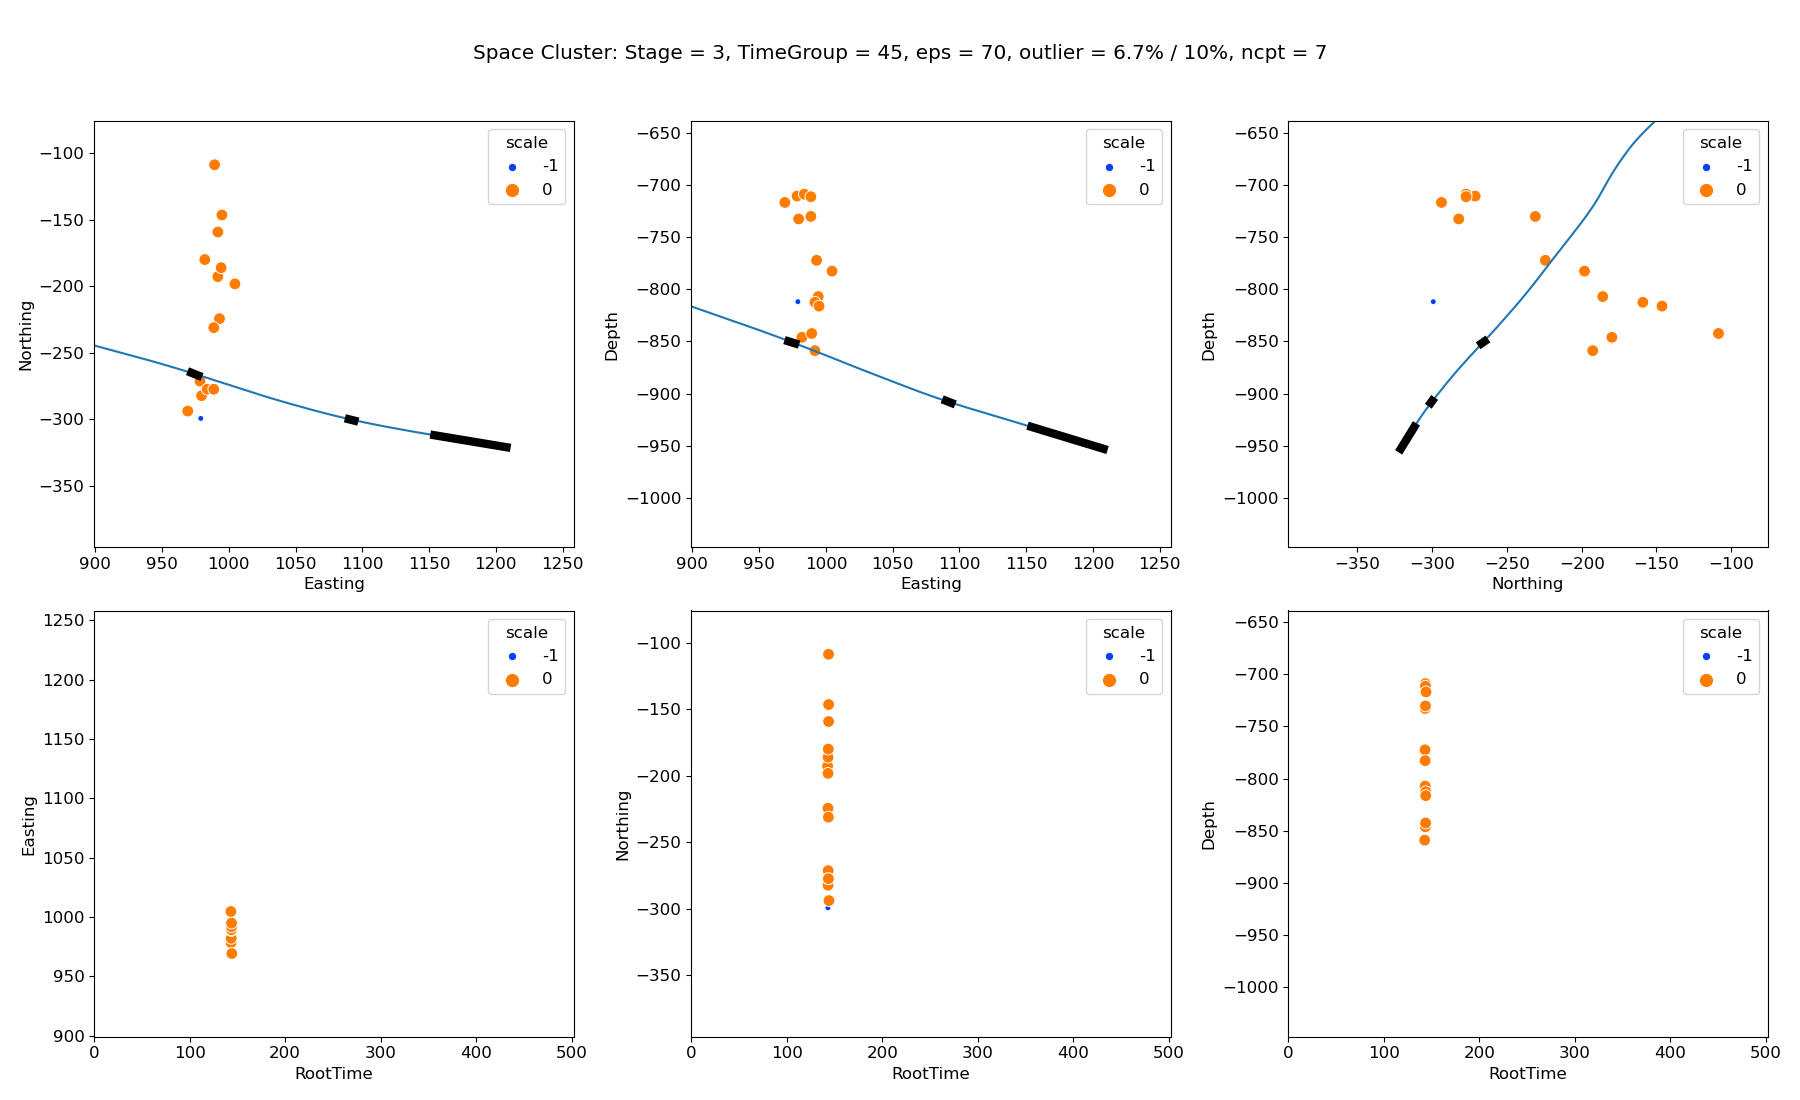 Space Cluster: Stage = 3, TimeGroup = 45, eps = 70, outlier = 6.7% / 10%, ncpt = 7
scale
-1
0
−100
−150
−200
−250
−300
−350
Northing
900 950 1000 1050 1100 1150 1200 1250
Easting
scale
-1
0
−650
−700
−750
−800
−850
−900
−950
−1000
Depth
900 950 1000 1050 1100 1150 1200 1250
Easting
scale
-1
0
−650
−700
−750
−800
−850
−900
−950
−1000
Depth
−350 −300 −250 −200 −150 −100
Northing
scale
-1
0
1250
1200
1150
1100
1050
1000
950
900
Easting
0 100 200 300 400 500
RootTime
scale
-1
0
−100
−150
−200
−250
−300
−350
Northing
0 100 200 300 400 500
RootTime
scale
-1
0
−650
−700
−750
−800
−850
−900
−950
−1000
Depth
0 100 200 300 400 500
RootTime